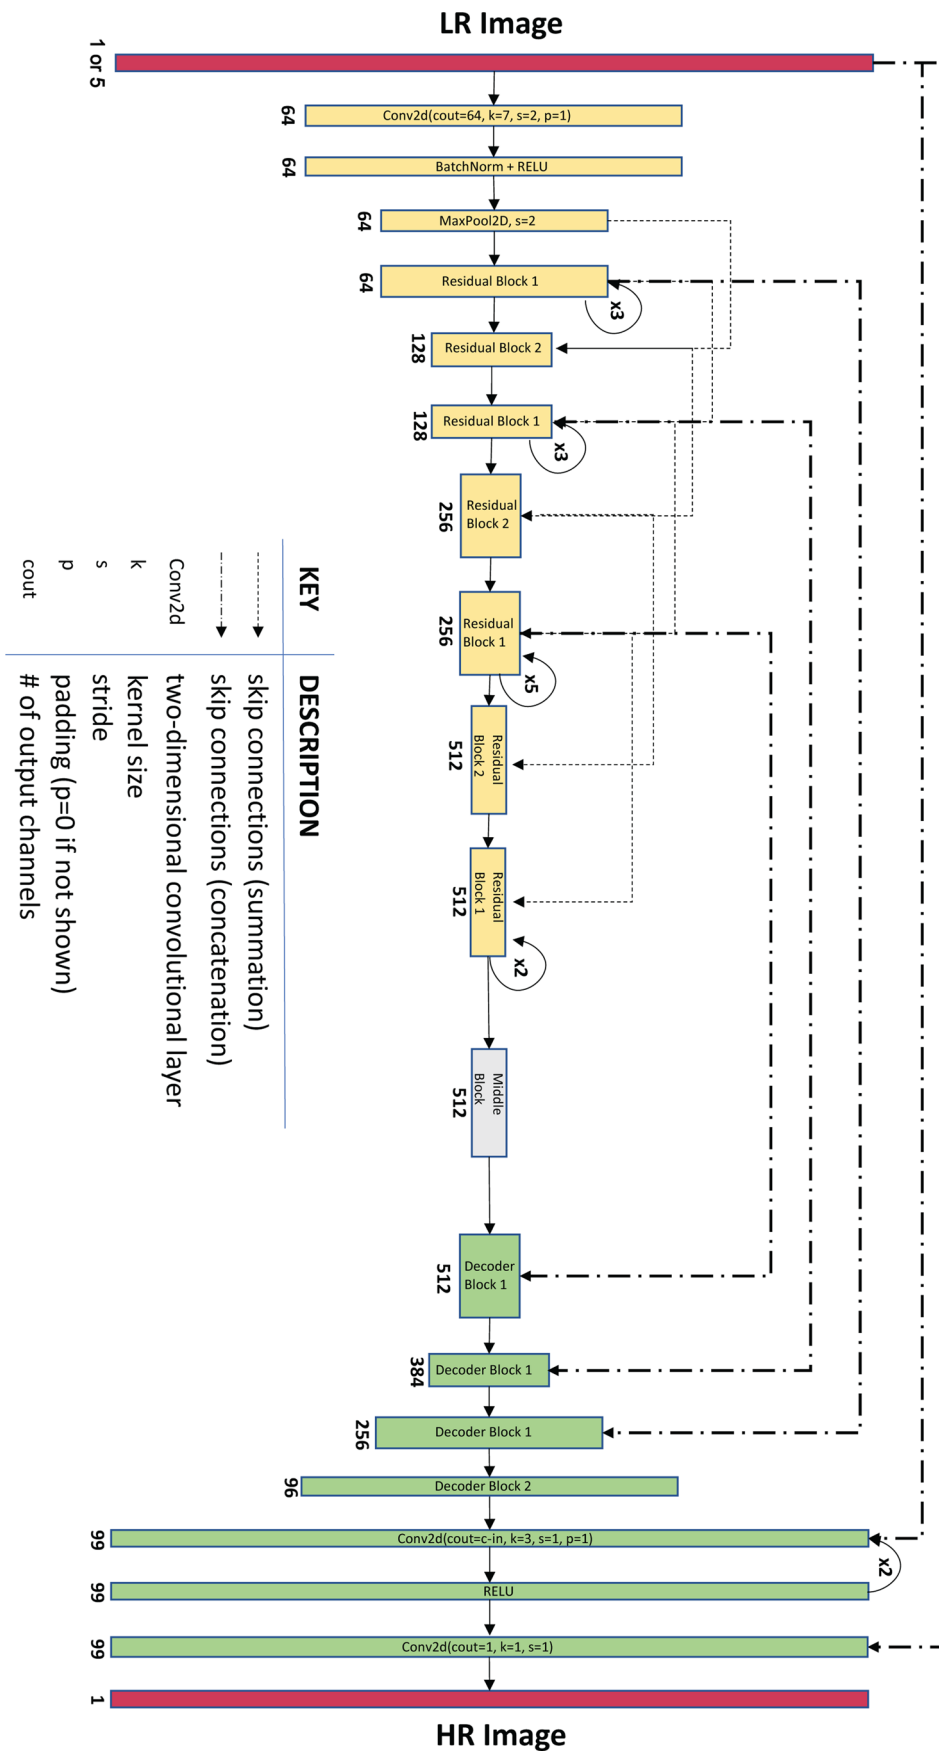 LR Image
1 or 5
Conv2d(cout=64, k=7, s=2, p=1)
64
BatchNorm + RELU
64
MaxPool2D, s=2
64
Residual Block 1
64
x3
Residual Block 2
128
Residual Block 1
128
x3
Residual
Block 2
256
Residual
Block 1
256
x5
Residual
Block 2
512
Residual
Block 1
512
x2
Middle
Block
512
Decoder
Block 1
512
Decoder Block 1
384
Decoder Block 1
256
Decoder Block 2
96
Conv2d(cout=c-in, k=3, s=1, p=1)
99
x2
RELU
99
Conv2d(cout=1, k=1, s=1)
99
1
HR Image
KEY DESCRIPTION
skip connections (summation)
skip connections (concatenation)
Conv2d two-dimensional convolutional layer
k kernel size
s stride
p padding (p=0 if not shown)
cout # of output channels